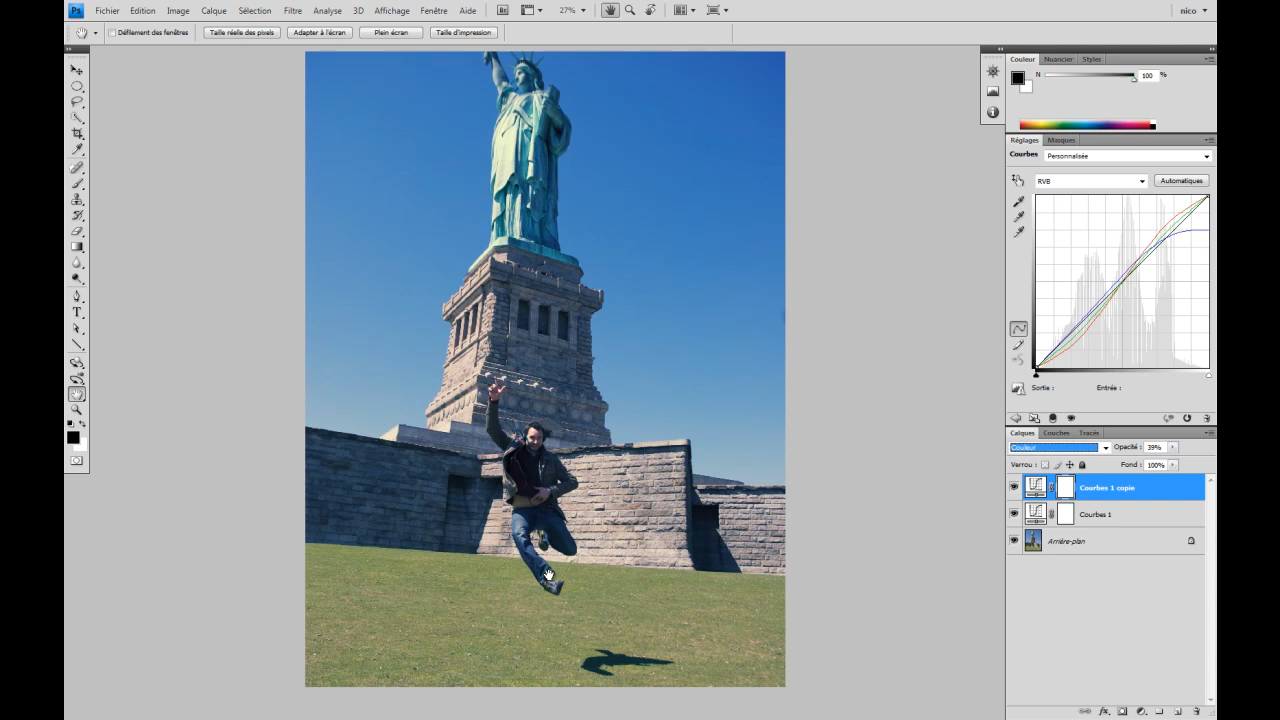 Ps Fichier Edition Image Calque Sélection Filtre Analyse 3D Affichage Fenêtre Aide Br 27% nico
Défilement des fenêtres Taille réelle des pixels Adapter à l'écran Plein écran Taille d'impression
Couleur Nuancier Styles
N 100 %
Réglages Masques
Courbes Personnalisée
RVB Automatiques
Sortie : Entrée :
Calques Couches Tracés
Couleur Opacité : 39%
Verrou : Fond : 100%
Courbes 1 copie
Courbes 1
Arrière-plan